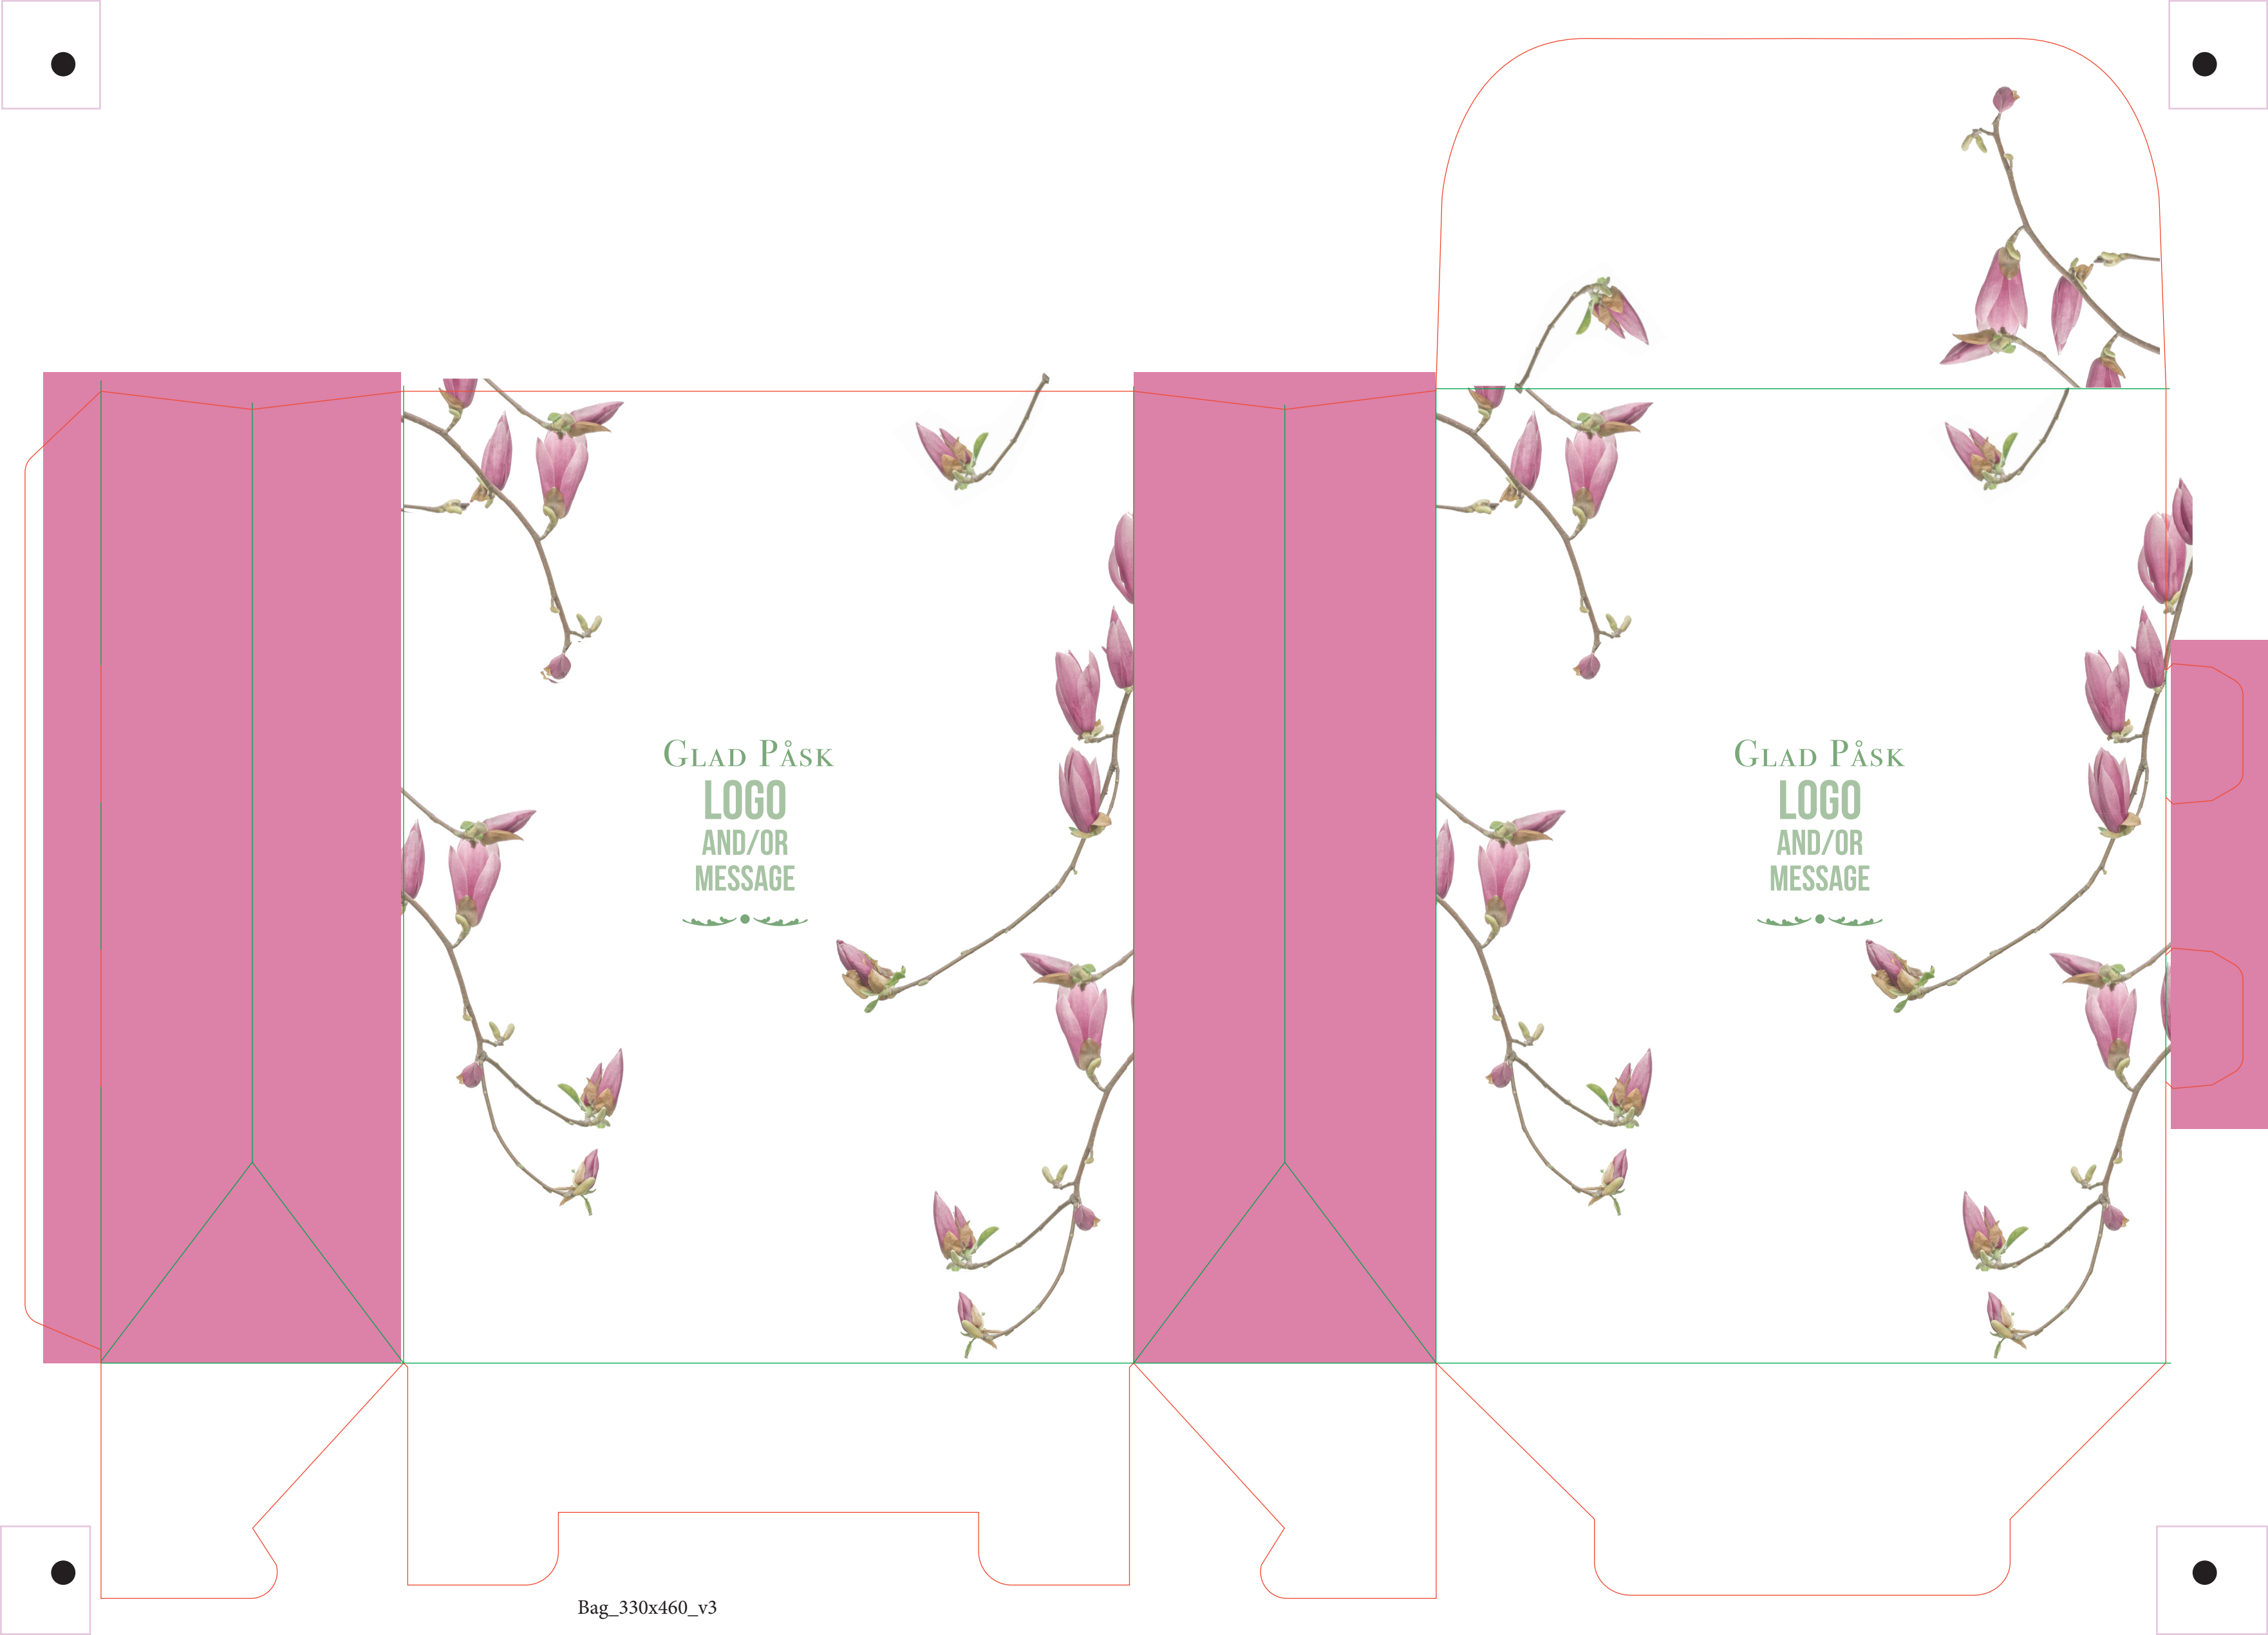 Glad Påsk
LOGO
AND/OR
MESSAGE
Glad Påsk
LOGO
AND/OR
MESSAGE
Bag_330x460_v3